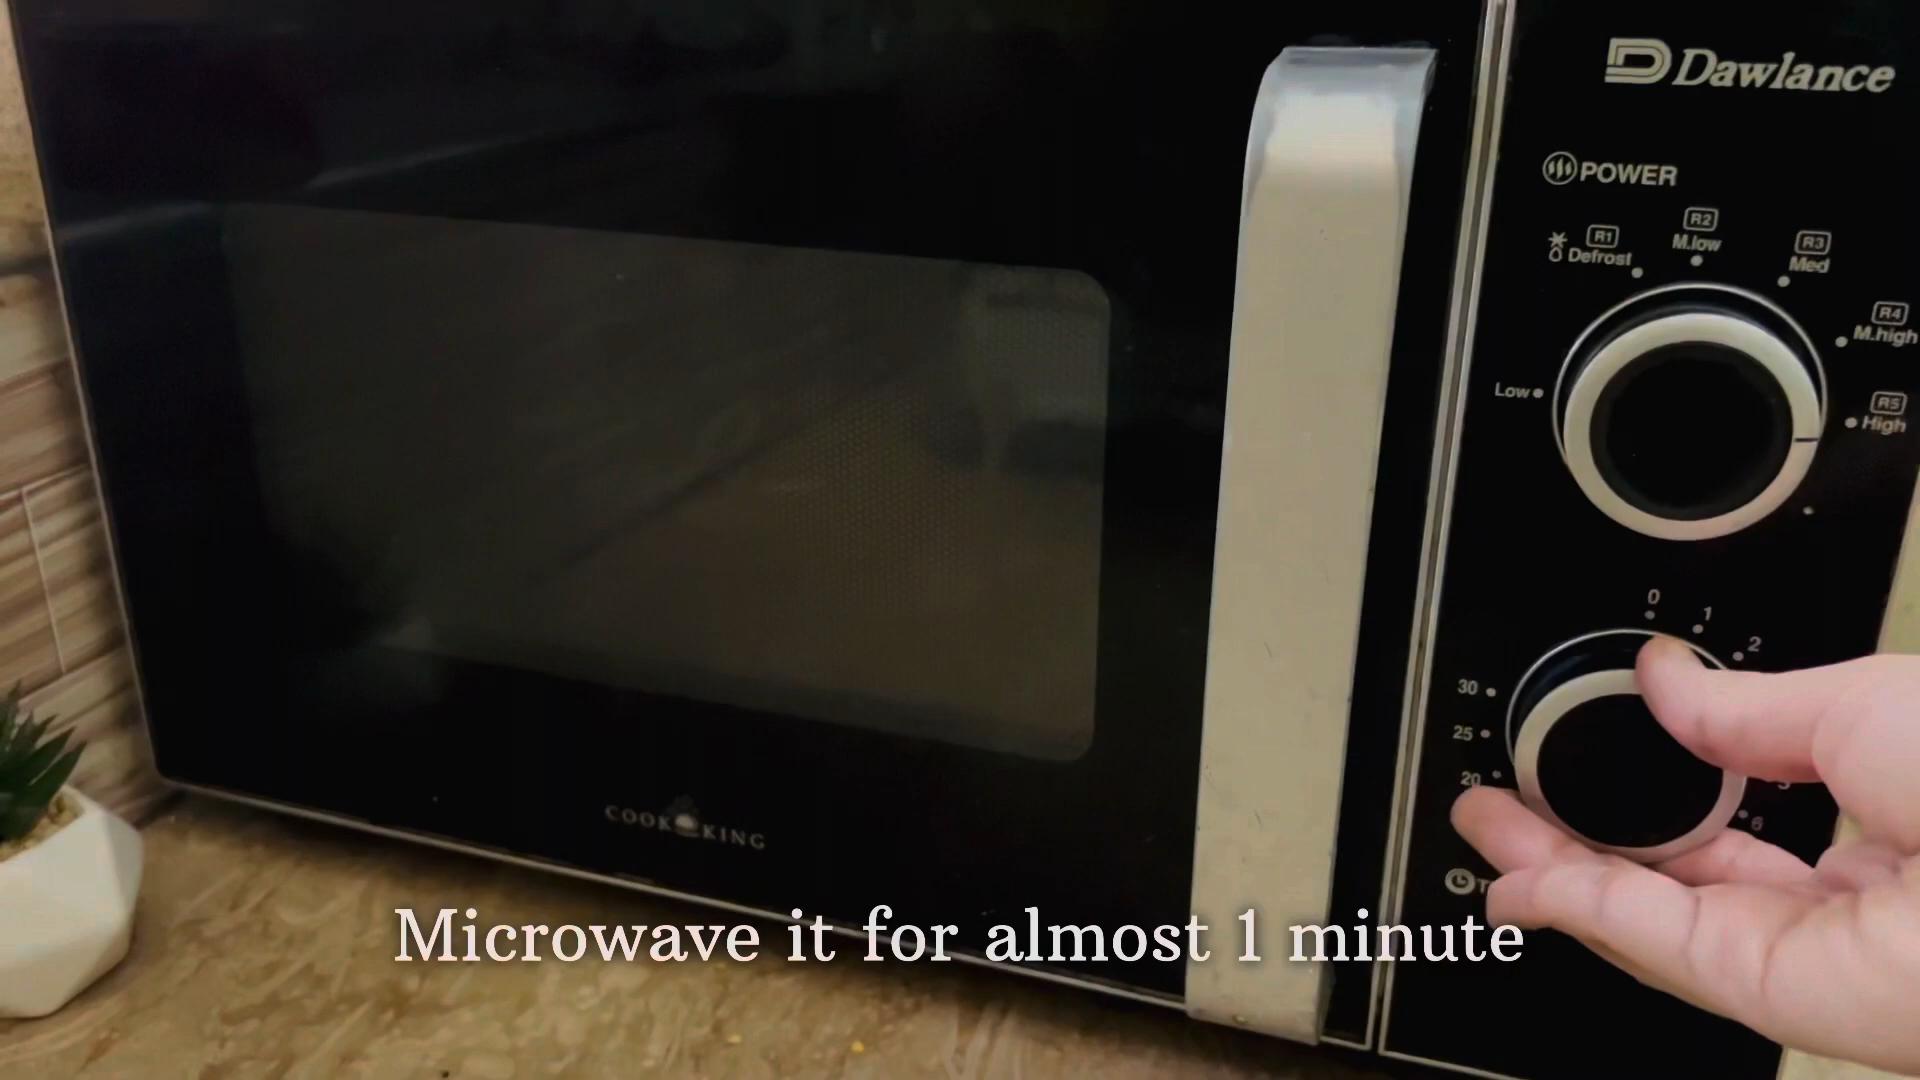 Dawlance
POWER
R1
Defrost
R2
M.low
R3
Med
R4
M.high
R5
High
Low
0
1
2
30
25
20
6
COOK KING
Microwave it for almost 1 minute